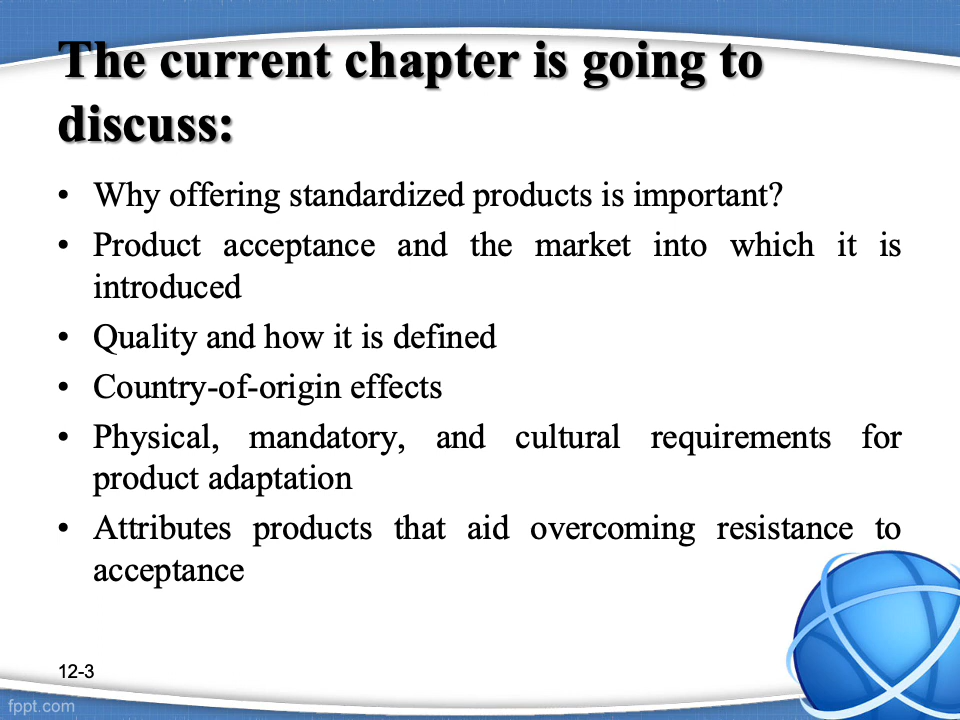 The current chapter is going to
discuss:
• Why offering standardized products is important?
• Product acceptance and the market into which it is
introduced
• Quality and how it is defined
• Country-of-origin effects
• Physical, mandatory, and cultural requirements for
product adaptation
• Attributes products that aid overcoming resistance to
acceptance
12-3
fppt.com